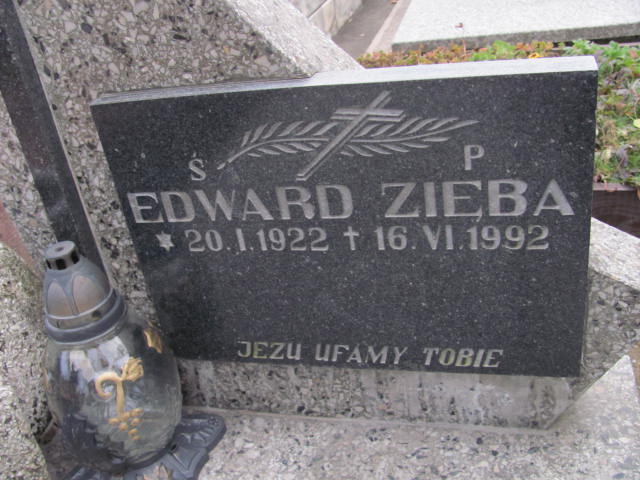 Ś P
EDWARD ZIEBA
* 20.I.1922 † 16.VI.1992
JEZU UFAMY TOBIE